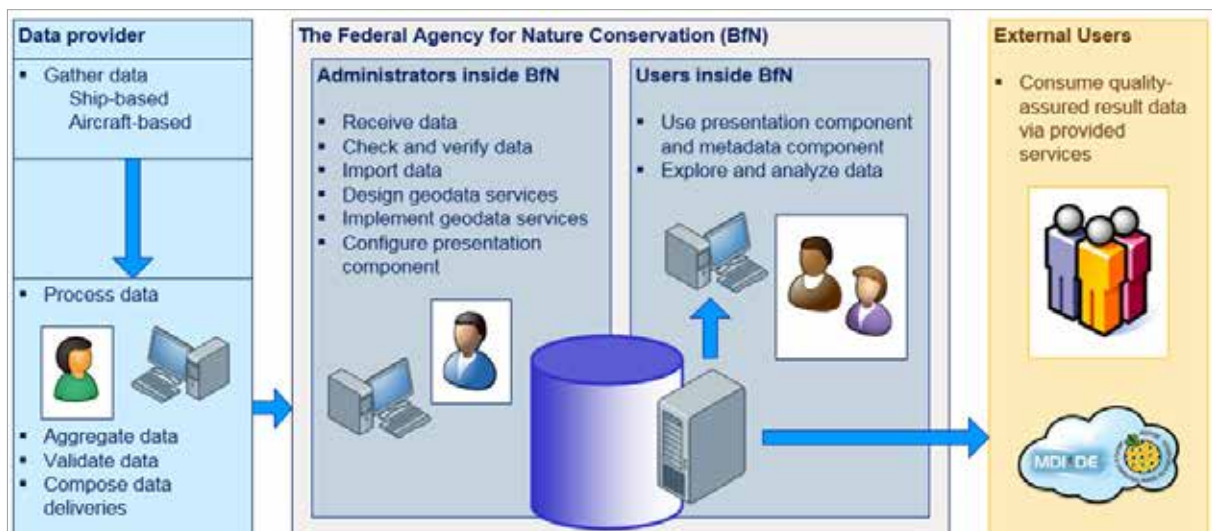 Data provider
▪ Gather data
Ship-based
Aircraft-based
▪ Process data
▪ Aggregate data
▪ Validate data
▪ Compose data
deliveries
The Federal Agency for Nature Conservation (BfN)
Administrators inside BfN
▪ Receive data
▪ Check and verify data
▪ Import data
▪ Design geodata services
▪ Implement geodata services
▪ Configure presentation
component
Users inside BfN
▪ Use presentation component
and metadata component
▪ Explore and analyze data
External Users
▪ Consume quality-
assured result data
via provided
services
MDI DE